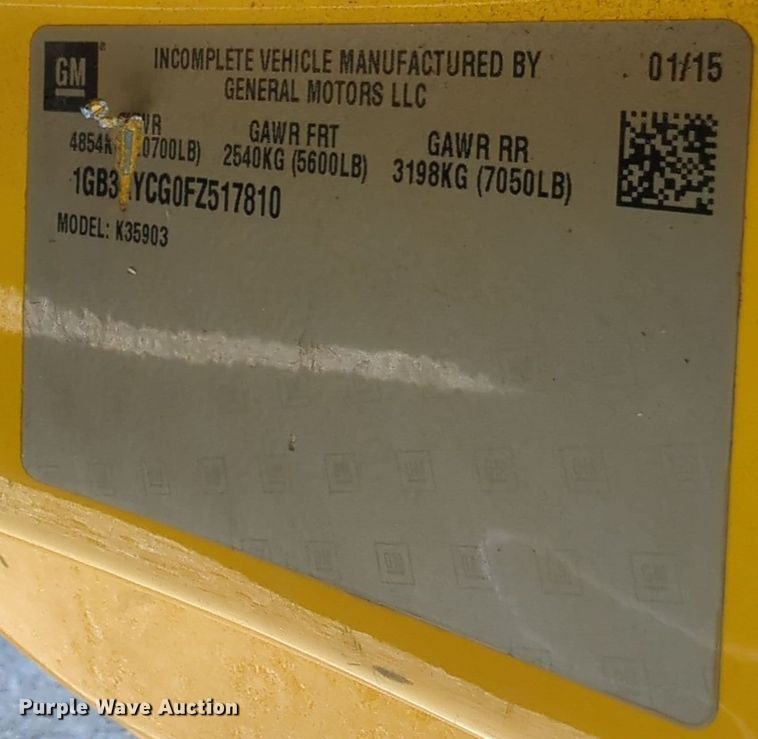 GM
INCOMPLETE VEHICLE MANUFACTURED BY
GENERAL MOTORS LLC
01/15
GAWR FRT
GAWR RR
2540KG (5600LB)
3198KG (7050LB)
MODEL: K35903
Purple Wave Auction